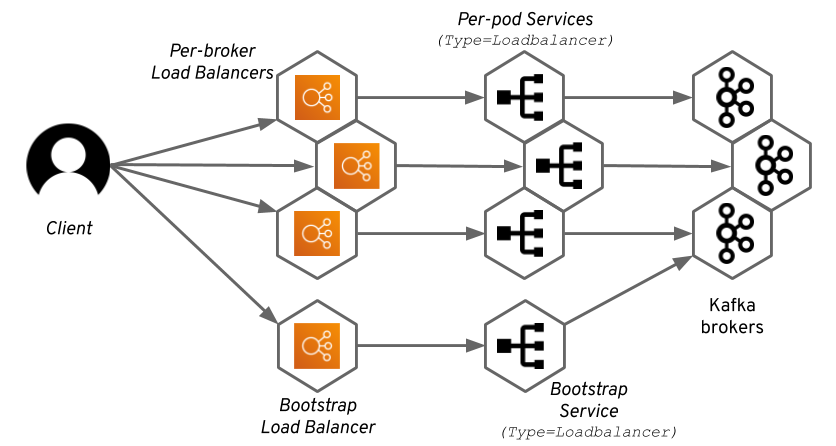 Per-pod Services
(Type=Loadbalancer)
Per-broker
Load Balancers
Client
Kafka
brokers
Bootstrap
Load Balancer
Bootstrap
Service
(Type=Loadbalancer)